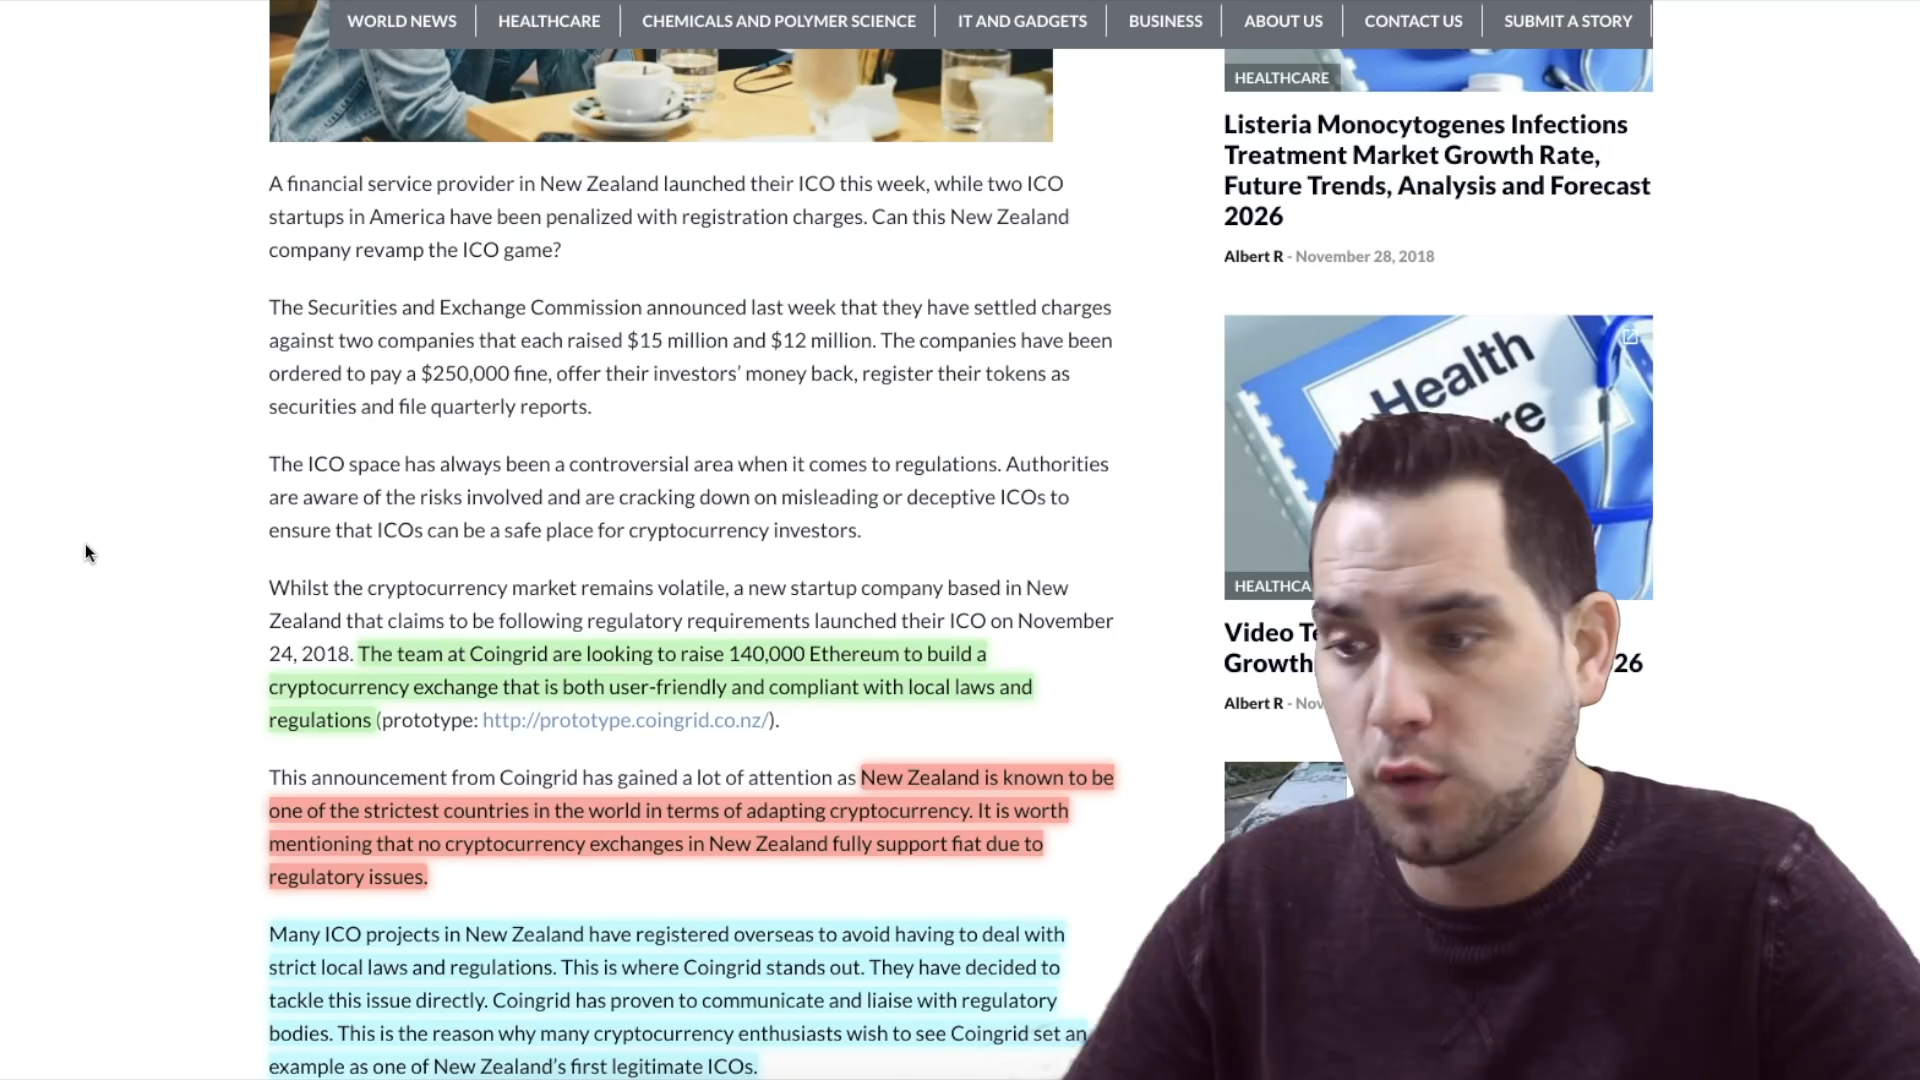 WORLD NEWS
HEALTHCARE
CHEMICALS AND POLYMER SCIENCE
IT AND GADGETS
BUSINESS
ABOUT US
CONTACT US
SUBMIT A STORY
A financial service provider in New Zealand launched their ICO this week, while two ICO
startups in America have been penalized with registration charges. Can this New Zealand
company revamp the ICO game?
The Securities and Exchange Commission announced last week that they have settled charges
against two companies that each raised $15 million and $12 million. The companies have been
ordered to pay a $250,000 fine, offer their investors’ money back, register their tokens as
securities and file quarterly reports.
The ICO space has always been a controversial area when it comes to regulations. Authorities
are aware of the risks involved and are cracking down on misleading or deceptive ICOs to
ensure that ICOs can be a safe place for cryptocurrency investors.
Whilst the cryptocurrency market remains volatile, a new startup company based in New
Zealand that claims to be following regulatory requirements launched their ICO on November
24, 2018. The team at Coingrid are looking to raise 140,000 Ethereum to build a
cryptocurrency exchange that is both user-friendly and compliant with local laws and
regulations (prototype: http://prototype.coingrid.co.nz/).
This announcement from Coingrid has gained a lot of attention as New Zealand is known to be
one of the strictest countries in the world in terms of adapting cryptocurrency. It is worth
mentioning that no cryptocurrency exchanges in New Zealand fully support fiat due to
regulatory issues.
Many ICO projects in New Zealand have registered overseas to avoid having to deal with
strict local laws and regulations. This is where Coingrid stands out. They have decided to
tackle this issue directly. Coingrid has proven to communicate and liaise with regulatory
bodies. This is the reason why many cryptocurrency enthusiasts wish to see Coingrid set an
example as one of New Zealand’s first legitimate ICOs.
HEALTHCARE
Listeria Monocytogenes Infections
Treatment Market Growth Rate,
Future Trends, Analysis and Forecast
2026
Albert R - November 28, 2018
Health
re
HEALTHCA
Video Te
Growth 26
Albert R - Nov